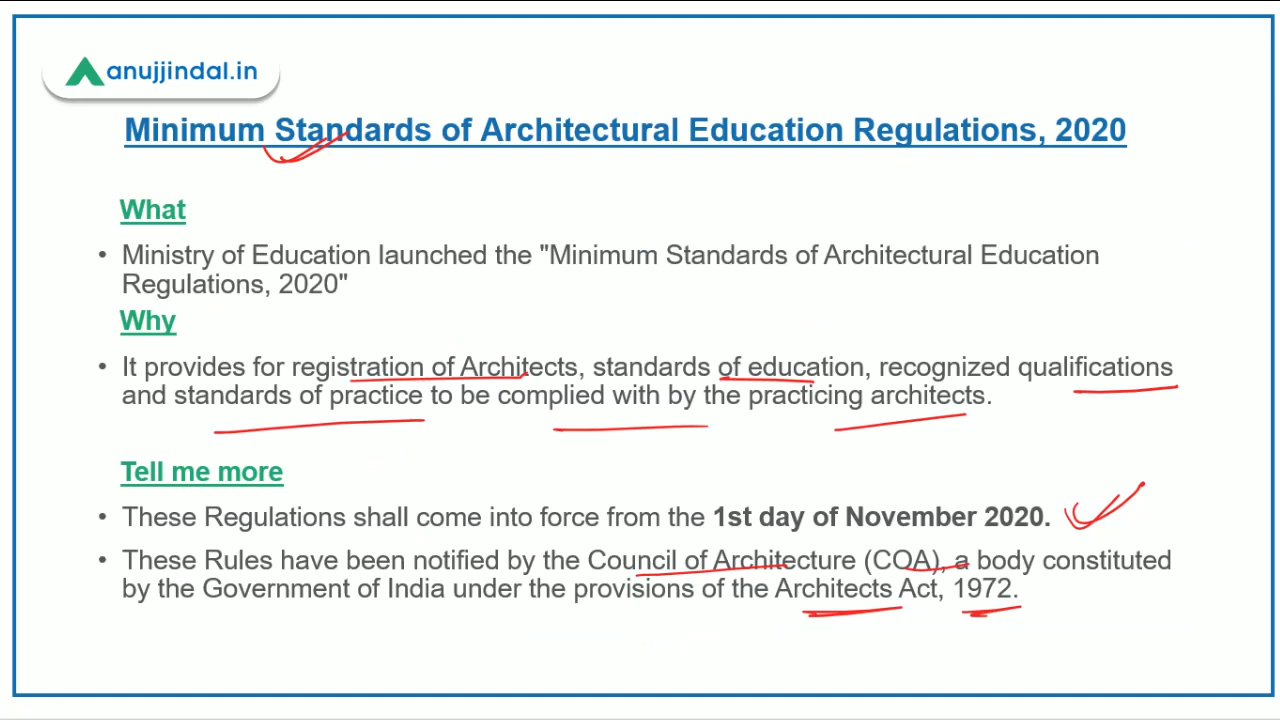 anujjindal.in
Minimum Standards of Architectural Education Regulations, 2020
What
• Ministry of Education launched the "Minimum Standards of Architectural Education
Regulations, 2020"
Why
• It provides for registration of Architects, standards of education, recognized qualifications
and standards of practice to be complied with by the practicing architects.
Tell me more
• These Regulations shall come into force from the 1st day of November 2020.
• These Rules have been notified by the Council of Architecture (COA), a body constituted
by the Government of India under the provisions of the Architects Act, 1972.